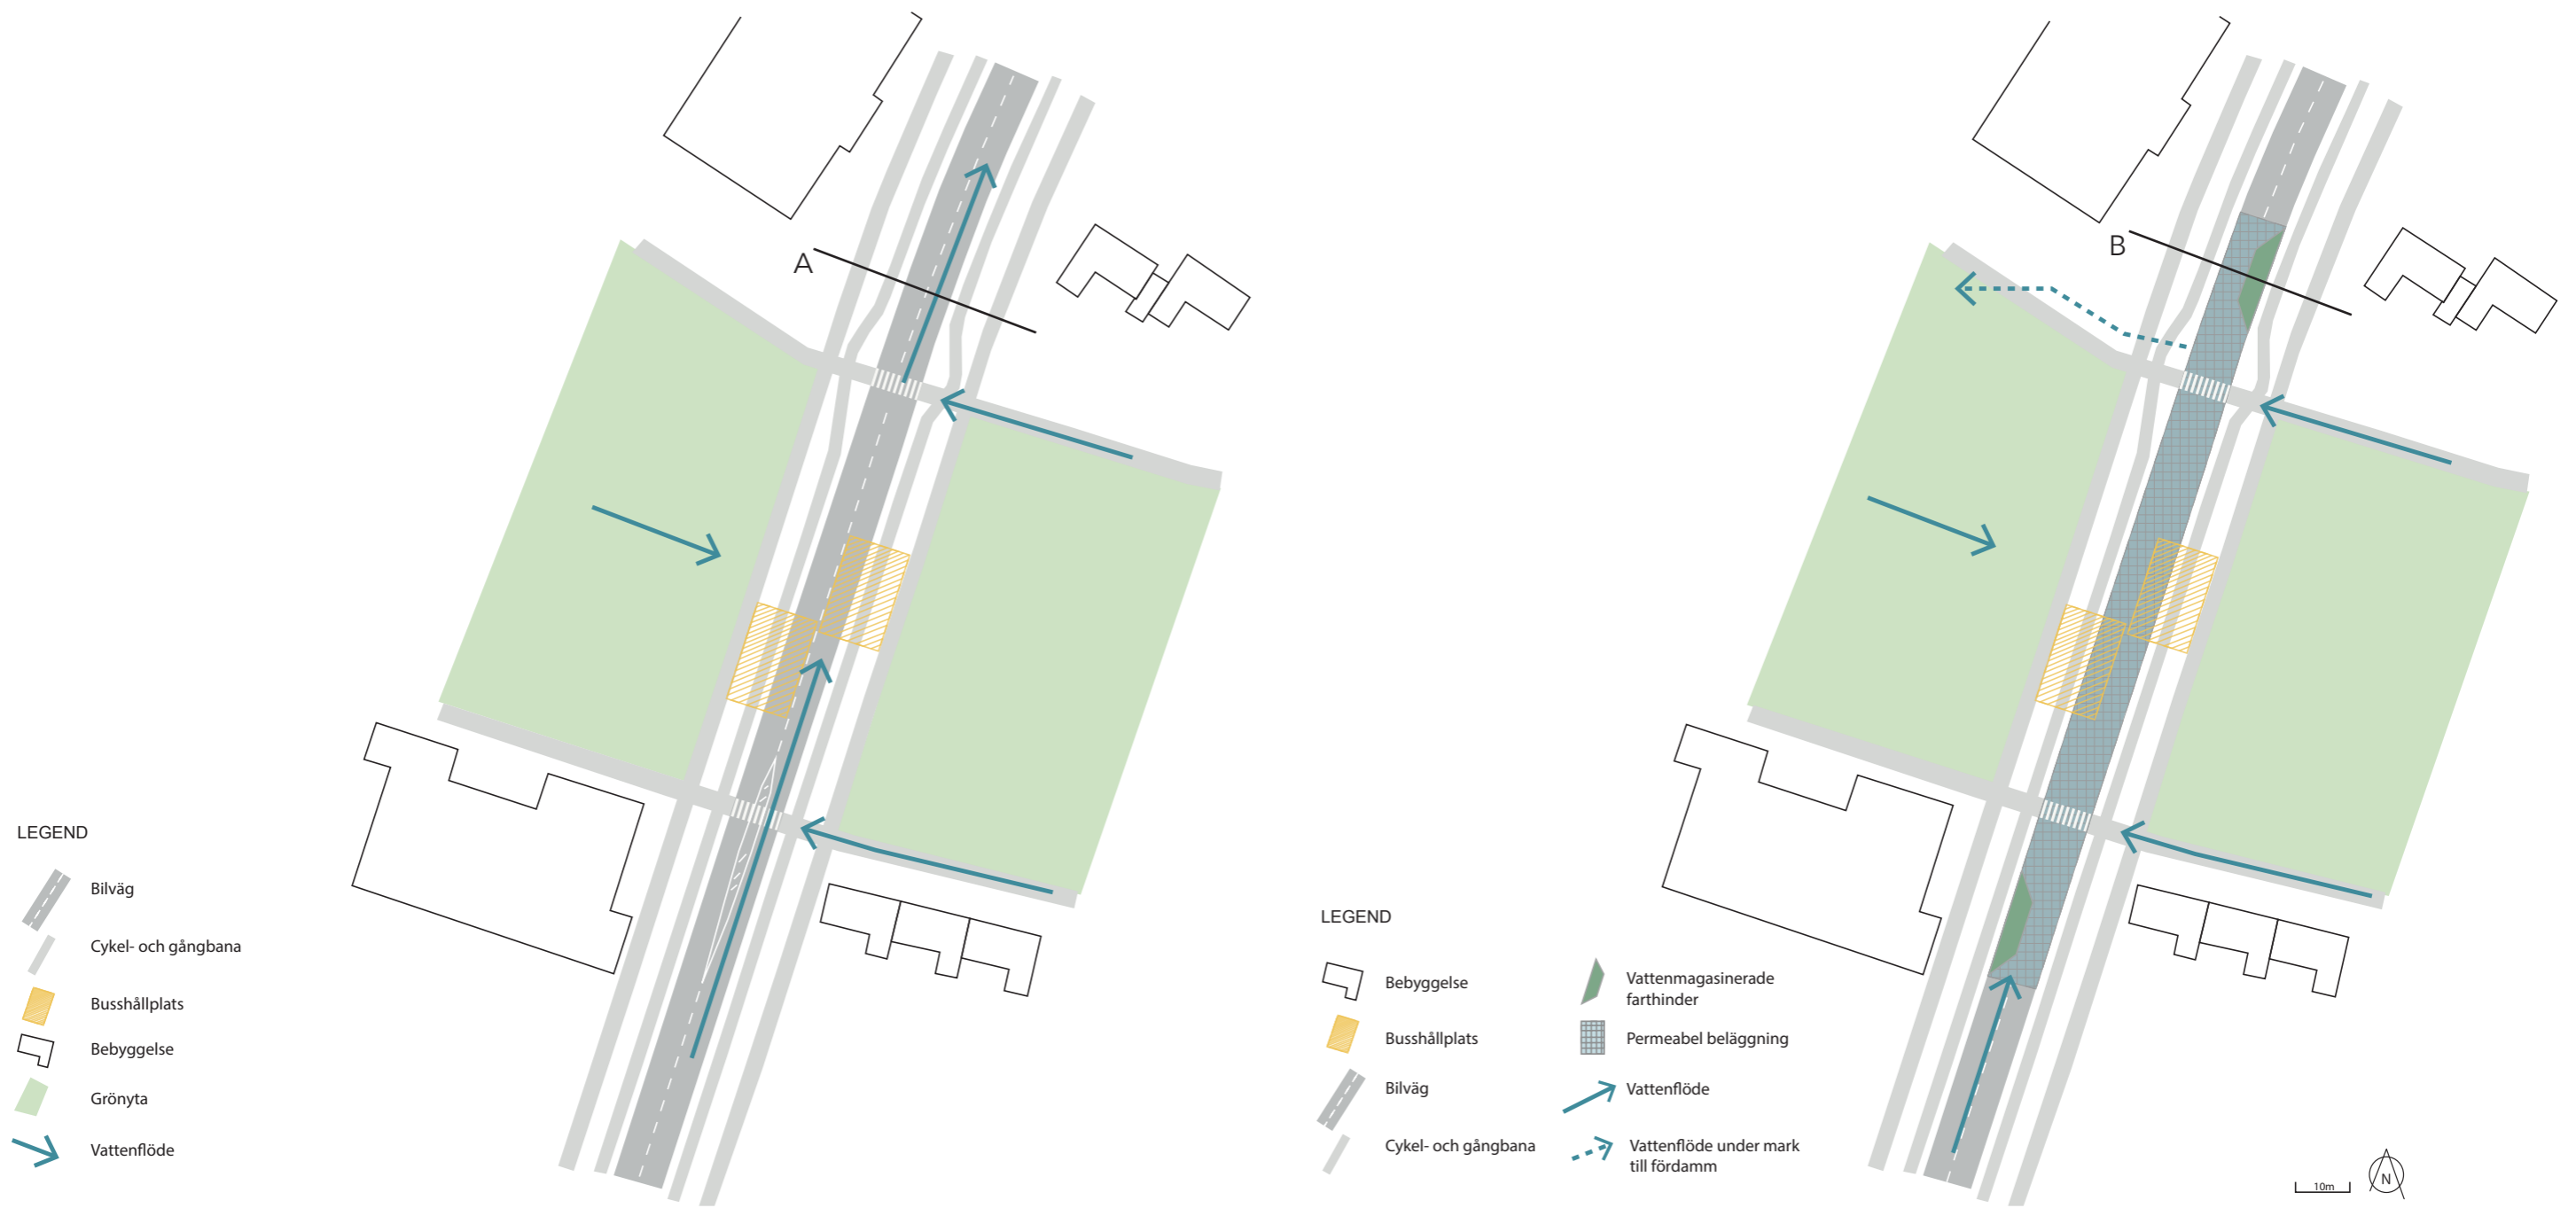 A
B
LEGEND
Bilväg
Cykel- och gångbana
Busshållplats
Bebyggelse
Grönyta
Vattenflöde
LEGEND
Bebyggelse
Busshållplats
Bilväg
Cykel- och gångbana
Vattenmagasinerade
farthinder
Permeabel beläggning
Vattenflöde
Vattenflöde under mark
till fördamm
10m
N